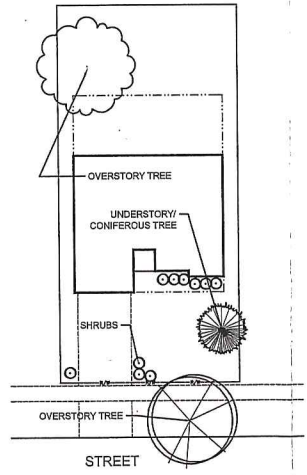 OVERSTORY TREE
UNDERSTORY/
CONIFEROUS TREE
SHRUBS
OVERSTORY TREE
STREET